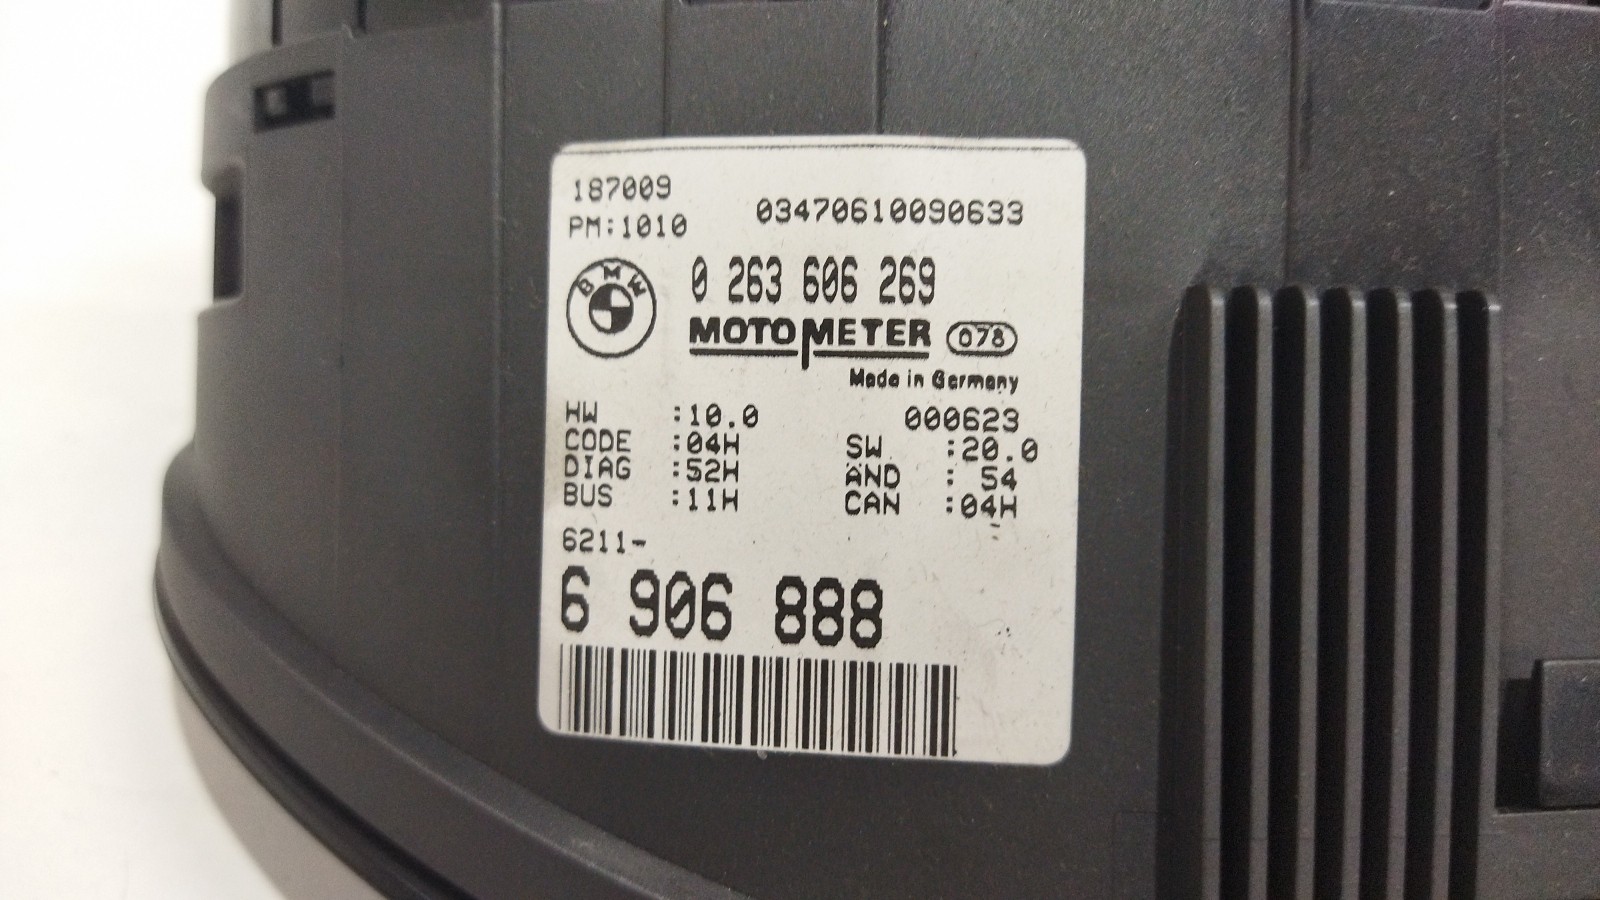 187009
PM:1010
03470610090633
BMW
0 263 606 269
MOTOMETER 078
Made in Germany
HW :10.0 000623
CODE :04H SW :20.0
DIAG :52H AND : 54
BUS :11H CAN :04H
6211-
6 906 888